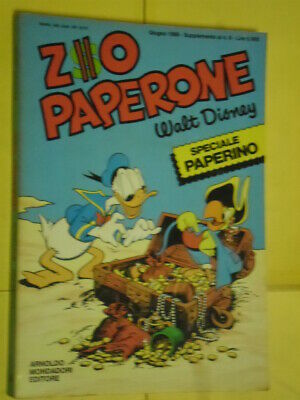 ZIO
PAPERONE
Walt Disney
SPECIALE
PAPERINO
ARNOLDO
MONDADORI
EDITORE